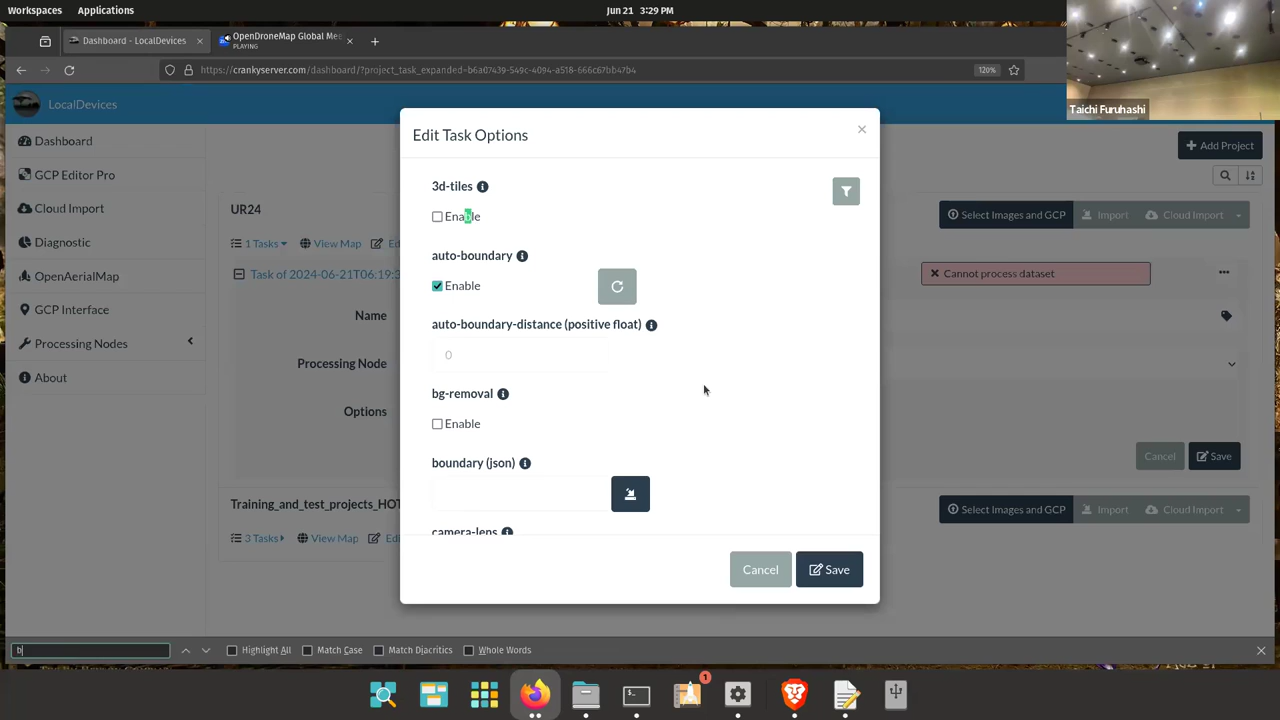 Workspaces Applications Jun 21 3:29 PM
Dashboard - LocalDevices OpenDroneMap Global Mee
PLAYING
https://crankyserver.com/dashboard/?project_task_expanded=b6a07439-549c-4094-a518-666c67bb47b4 120%
Taichi Furuhashi
LocalDevices
Dashboard
GCP Editor Pro
Cloud Import
Diagnostic
OpenAerialMap
GCP Interface
Processing Nodes
About
Add Project
UR24
Select Images and GCP Import Cloud Import
1 Tasks View Map
Task of 2024-06-21T06:19:3
Cannot process dataset
Name
Processing Node
Options
Cancel Save
Training_and_test_projects_HOT
Select Images and GCP Import Cloud Import
3 Tasks View Map
Edit Task Options
3d-tiles
Enable
auto-boundary
Enable
auto-boundary-distance (positive float)
0
bg-removal
Enable
boundary (json)
camera-lens
Cancel Save
b Highlight All Match Case Match Diacritics Whole Words
1